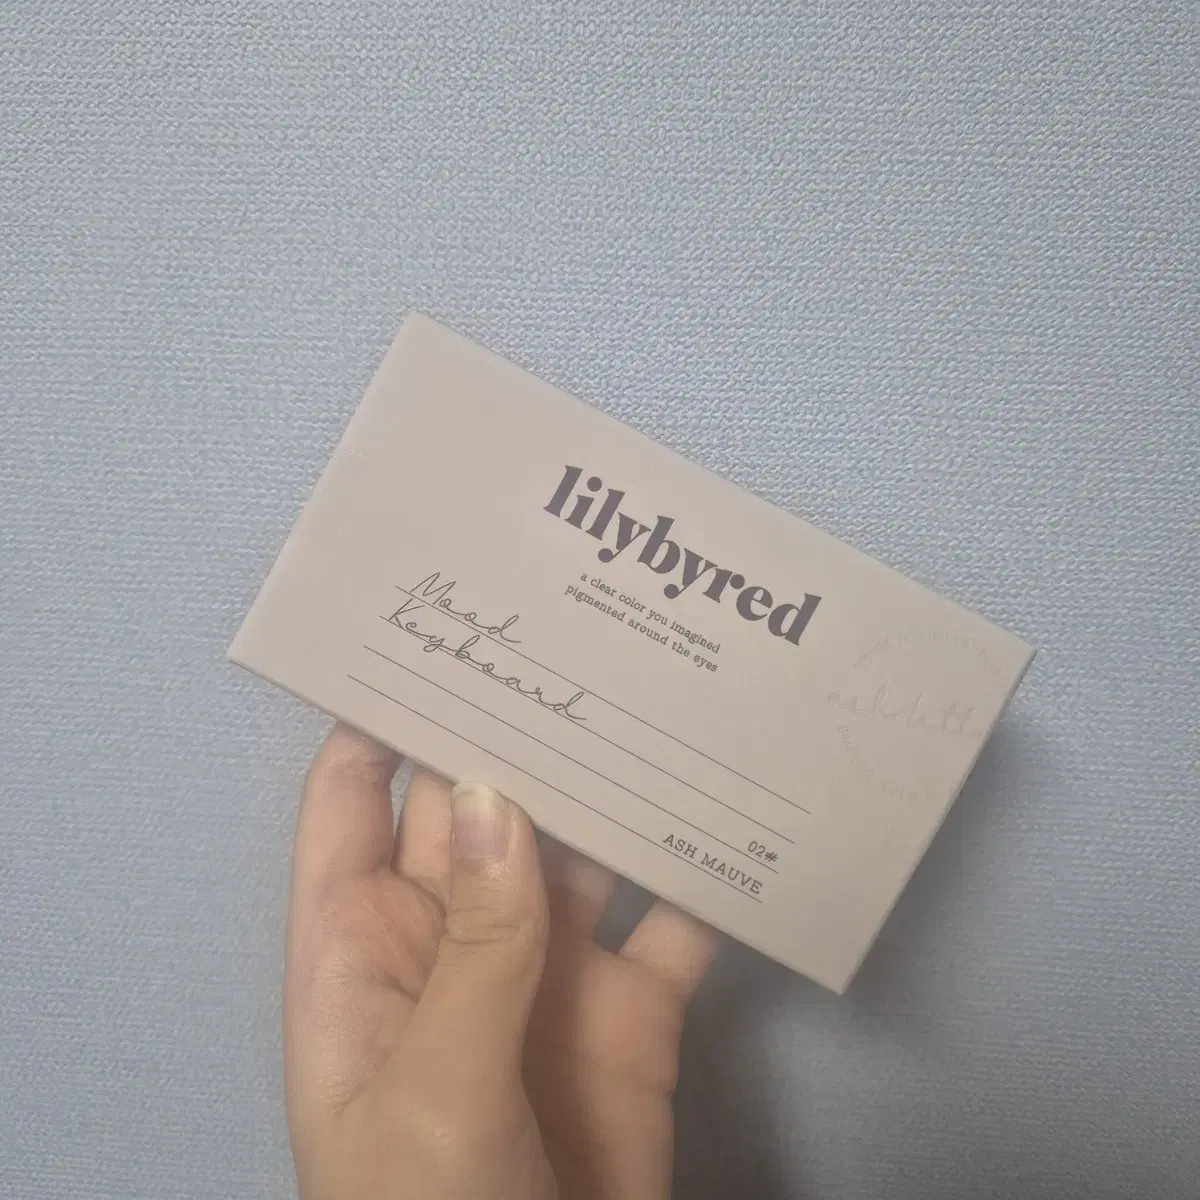 lilybyred
a clear color you imagined
pigmented around the eyes
Mood
Keyboard
02#
ASH MAUVE